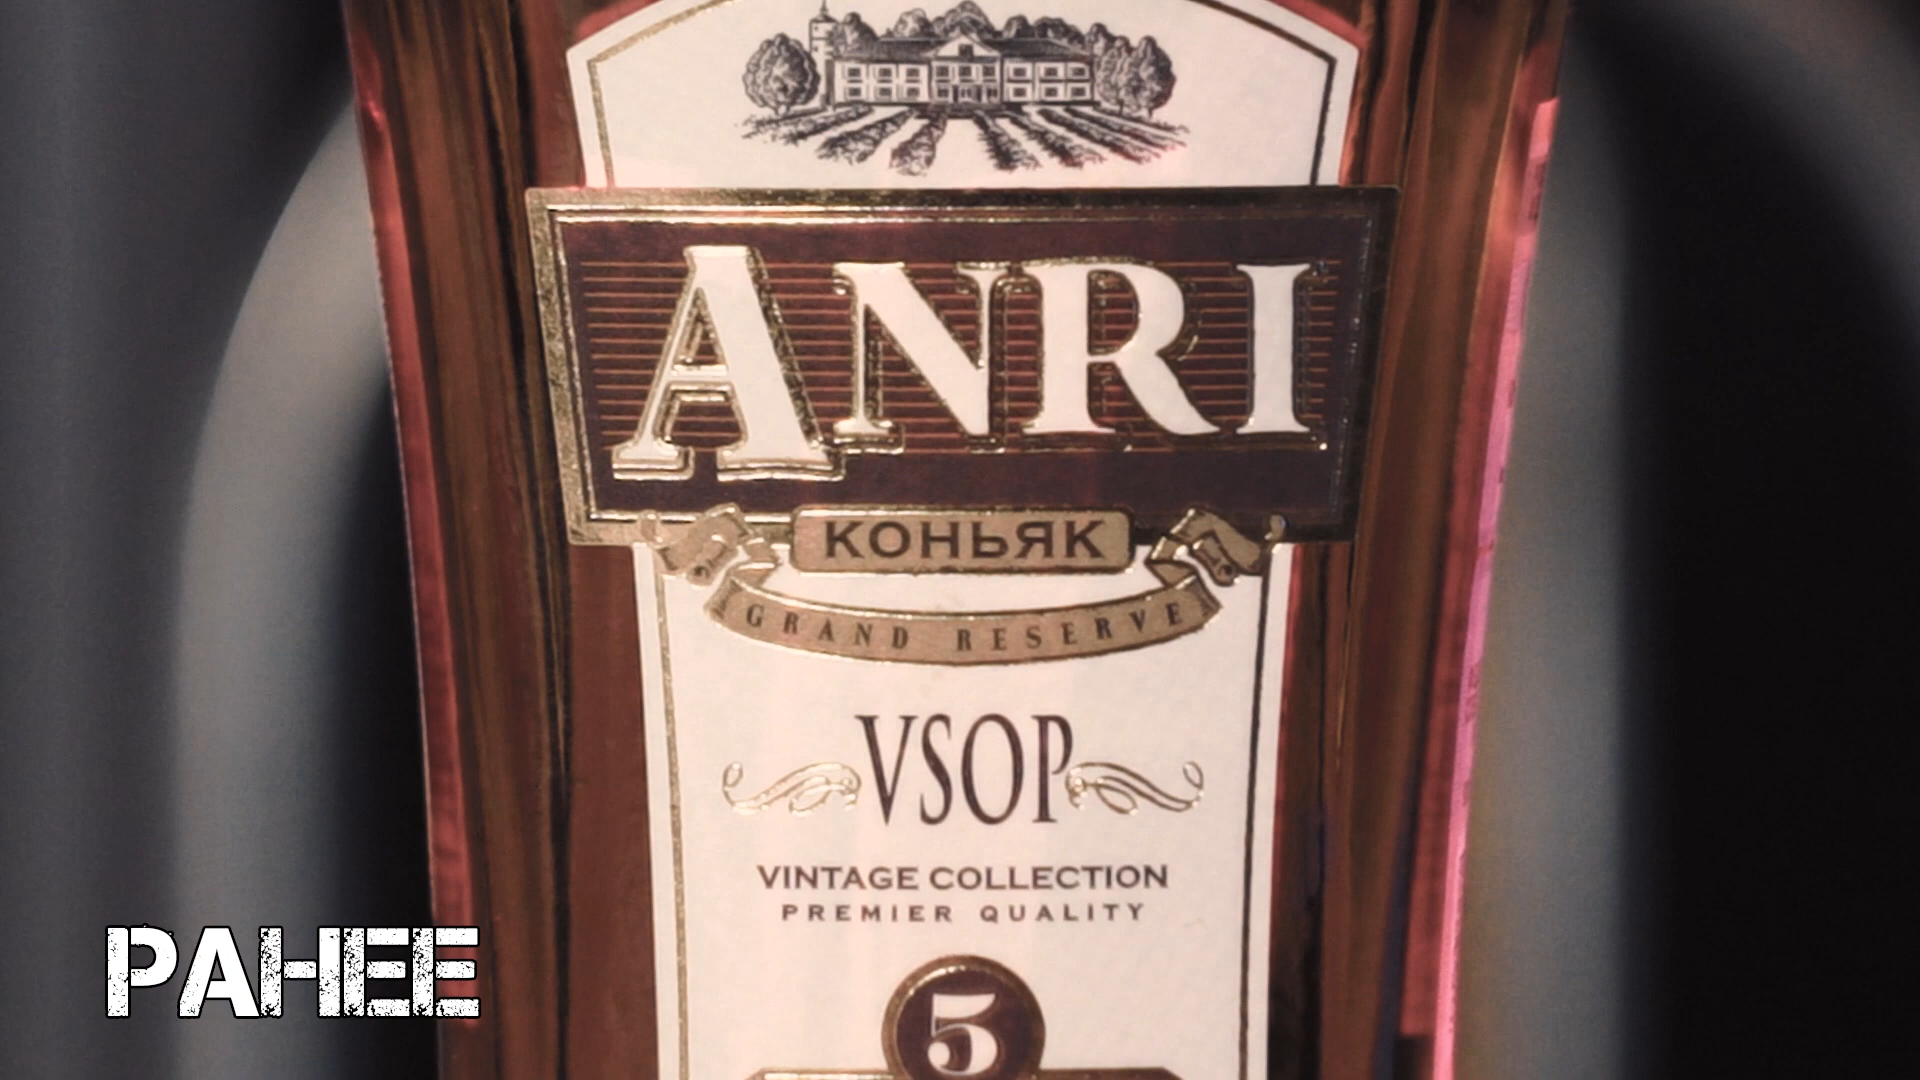 ANRI
КОНЬЯК
GRAND RESERVE
VSOP
VINTAGE COLLECTION
PREMIER QUALITY
5
РАНЕЕ